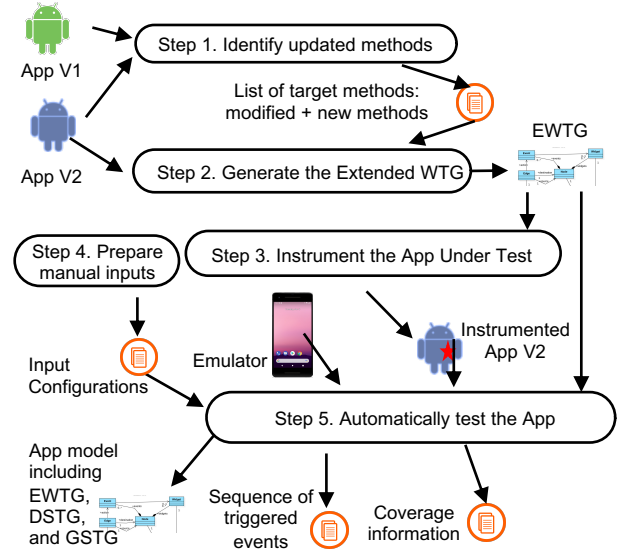 Step 1. Identify updated methods
App V1
List of target methods:
modified + new methods
App V2
EWTG
Step 2. Generate the Extended WTG
Step 4. Prepare
manual inputs
Step 3. Instrument the App Under Test
Input
Configurations
Emulator
Instrumented
App V2
Step 5. Automatically test the App
App model
including
EWTG,
DSTG,
and GSTG
Sequence of
triggered
events
Coverage
information